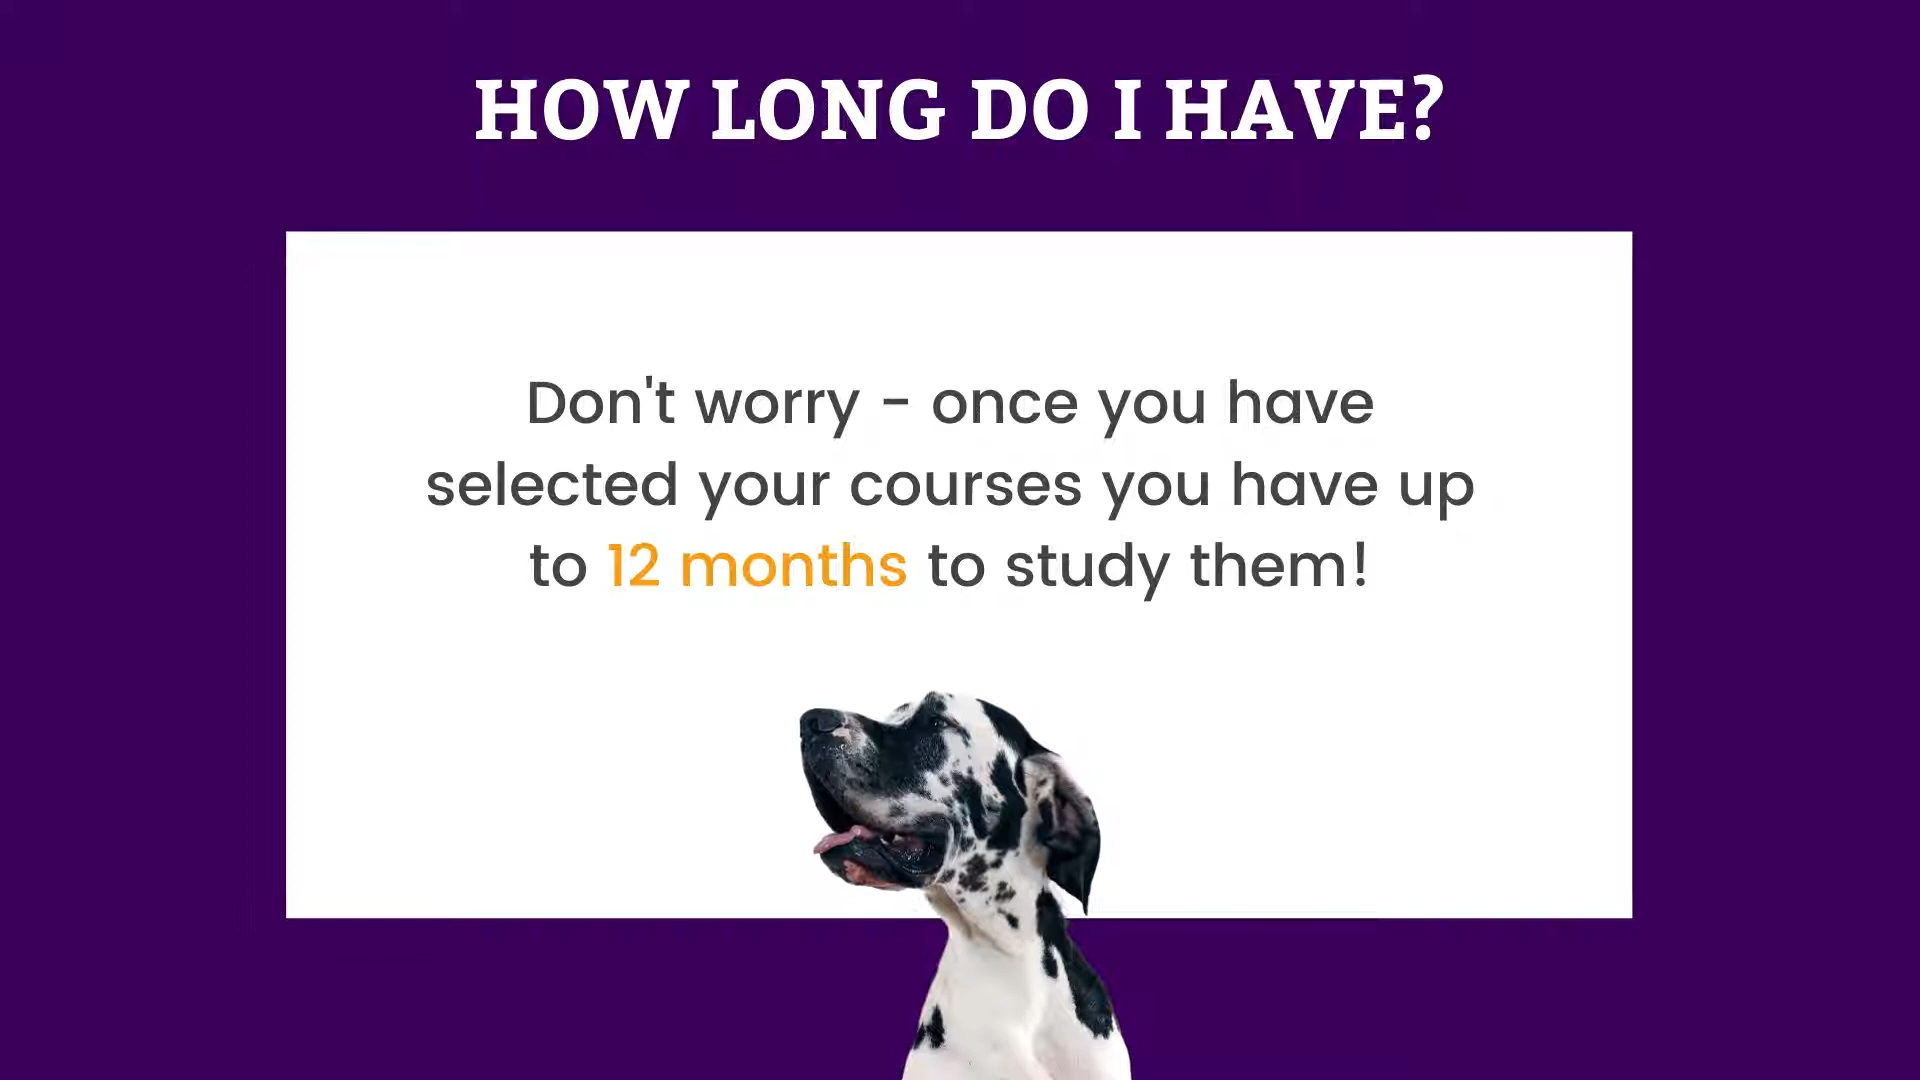 HOW LONG DO I HAVE?
Don't worry - once you have
selected your courses you have up
to 12 months to study them!